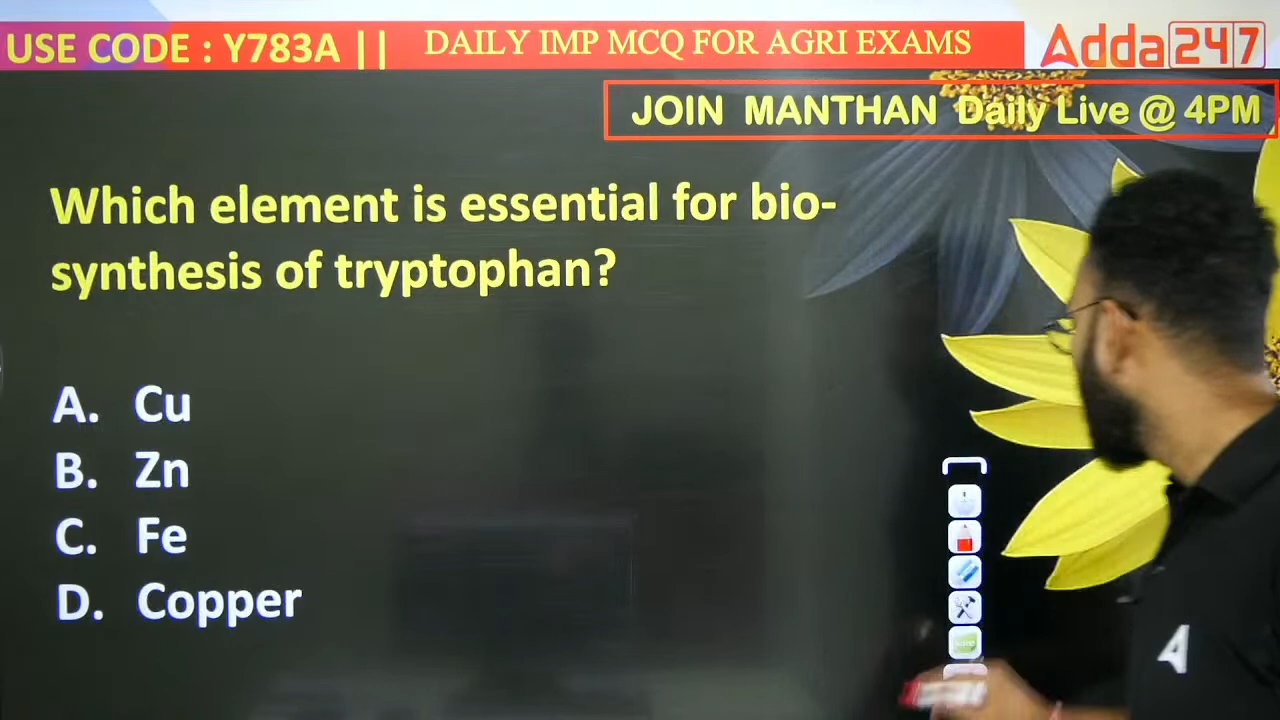 USE CODE : Y783A || DAILY IMP MCQ FOR AGRI EXAMS Adda247
JOIN MANTHAN Daily Live @ 4PM
Which element is essential for bio-
synthesis of tryptophan?
A. Cu
B. Zn
C. Fe
D. Copper